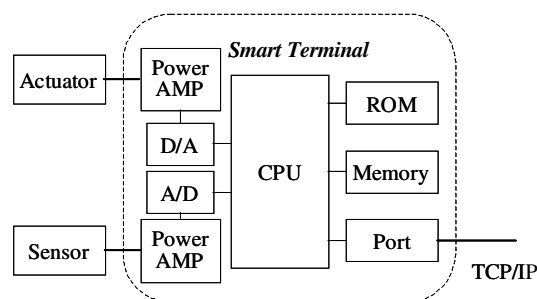 Smart Terminal
Actuator
Power
AMP
ROM
D/A
CPU
Memory
A/D
Sensor
Power
AMP
Port
TCP/IP